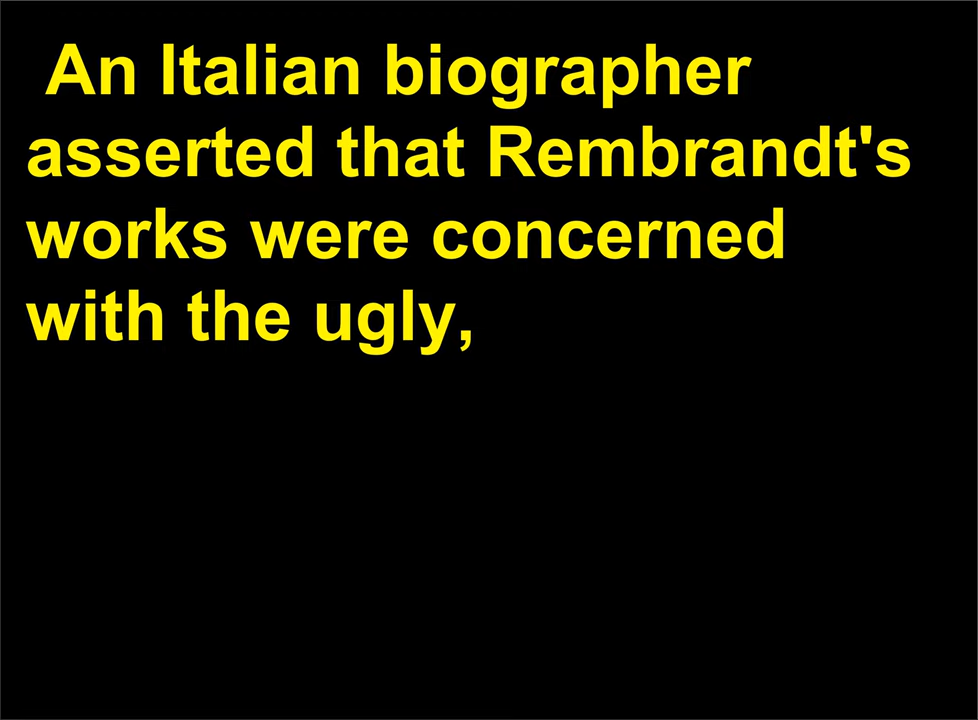 An Italian biographer
asserted that Rembrandt's
works were concerned
with the ugly,